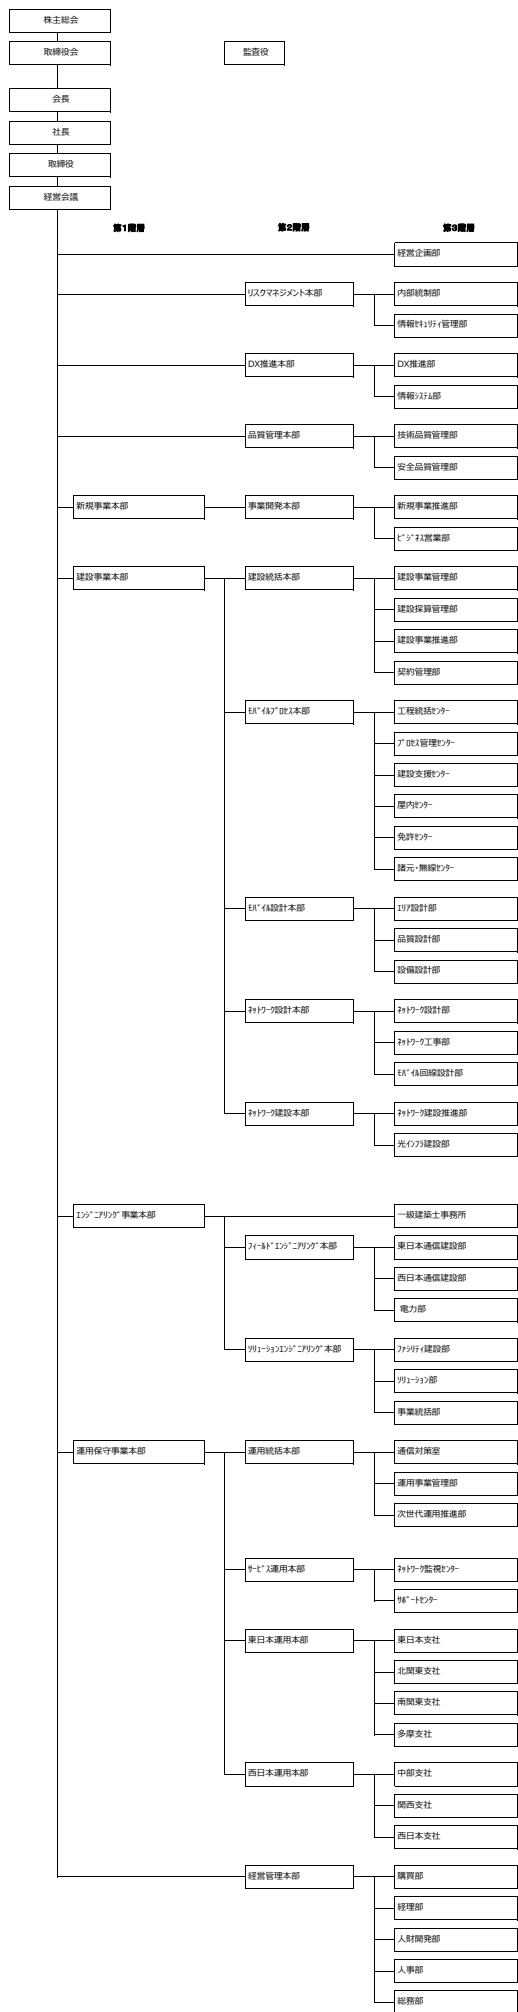 株主総会
取締役会
監査役
会長
社長
取締役
経営会議
第1階層
第2階層
第3階層
経営企画部
リスクマネジメント本部
内部統制部
情報ｾｷｭﾘﾃｨ管理部
DX推進本部
DX推進部
情報ｼｽﾃﾑ部
品質管理本部
技術品質管理部
安全品質管理部
新規事業本部
事業開発本部
新規事業推進部
ﾋﾞｼﾞﾈｽ営業部
建設事業本部
建設統括本部
建設事業管理部
建設採算管理部
建設事業推進部
契約管理部
ﾓﾊﾞｲﾙﾌﾟﾛｾｽ本部
工程統括ｾﾝﾀｰ
ﾌﾟﾛｾｽ管理ｾﾝﾀｰ
建設支援ｾﾝﾀｰ
屋内ｾﾝﾀｰ
免許ｾﾝﾀｰ
諸元・無線ｾﾝﾀｰ
ﾓﾊﾞｲﾙ設計本部
ｴﾘｱ設計部
品質設計部
設備設計部
ﾈｯﾄﾜｰｸ設計本部
ﾈｯﾄﾜｰｸ設計部
ﾈｯﾄﾜｰｸ工事部
ﾓﾊﾞｲﾙ回線設計部
ﾈｯﾄﾜｰｸ建設本部
ﾈｯﾄﾜｰｸ建設推進部
光ｲﾝﾌﾗ建設部
ｴﾝｼﾞﾆｱﾘﾝｸﾞ事業本部
一級建築士事務所
ﾌｨｰﾙﾄﾞｴﾝｼﾞﾆｱﾘﾝｸﾞ本部
東日本通信建設部
西日本通信建設部
電力部
ｿﾘｭｰｼｮﾝｴﾝｼﾞﾆｱﾘﾝｸﾞ本部
ﾌｧｼﾘﾃｨ建設部
ｿﾘｭｰｼｮﾝ部
事業統括部
運用保守事業本部
運用統括本部
通信対策室
運用事業管理部
次世代運用推進部
ｻｰﾋﾞｽ運用本部
ﾈｯﾄﾜｰｸ監視ｾﾝﾀｰ
ｻﾎﾟｰﾄｾﾝﾀｰ
東日本運用本部
東日本支社
北関東支社
南関東支社
多摩支社
西日本運用本部
中部支社
関西支社
西日本支社
経営管理本部
購買部
経理部
人財開発部
人事部
総務部